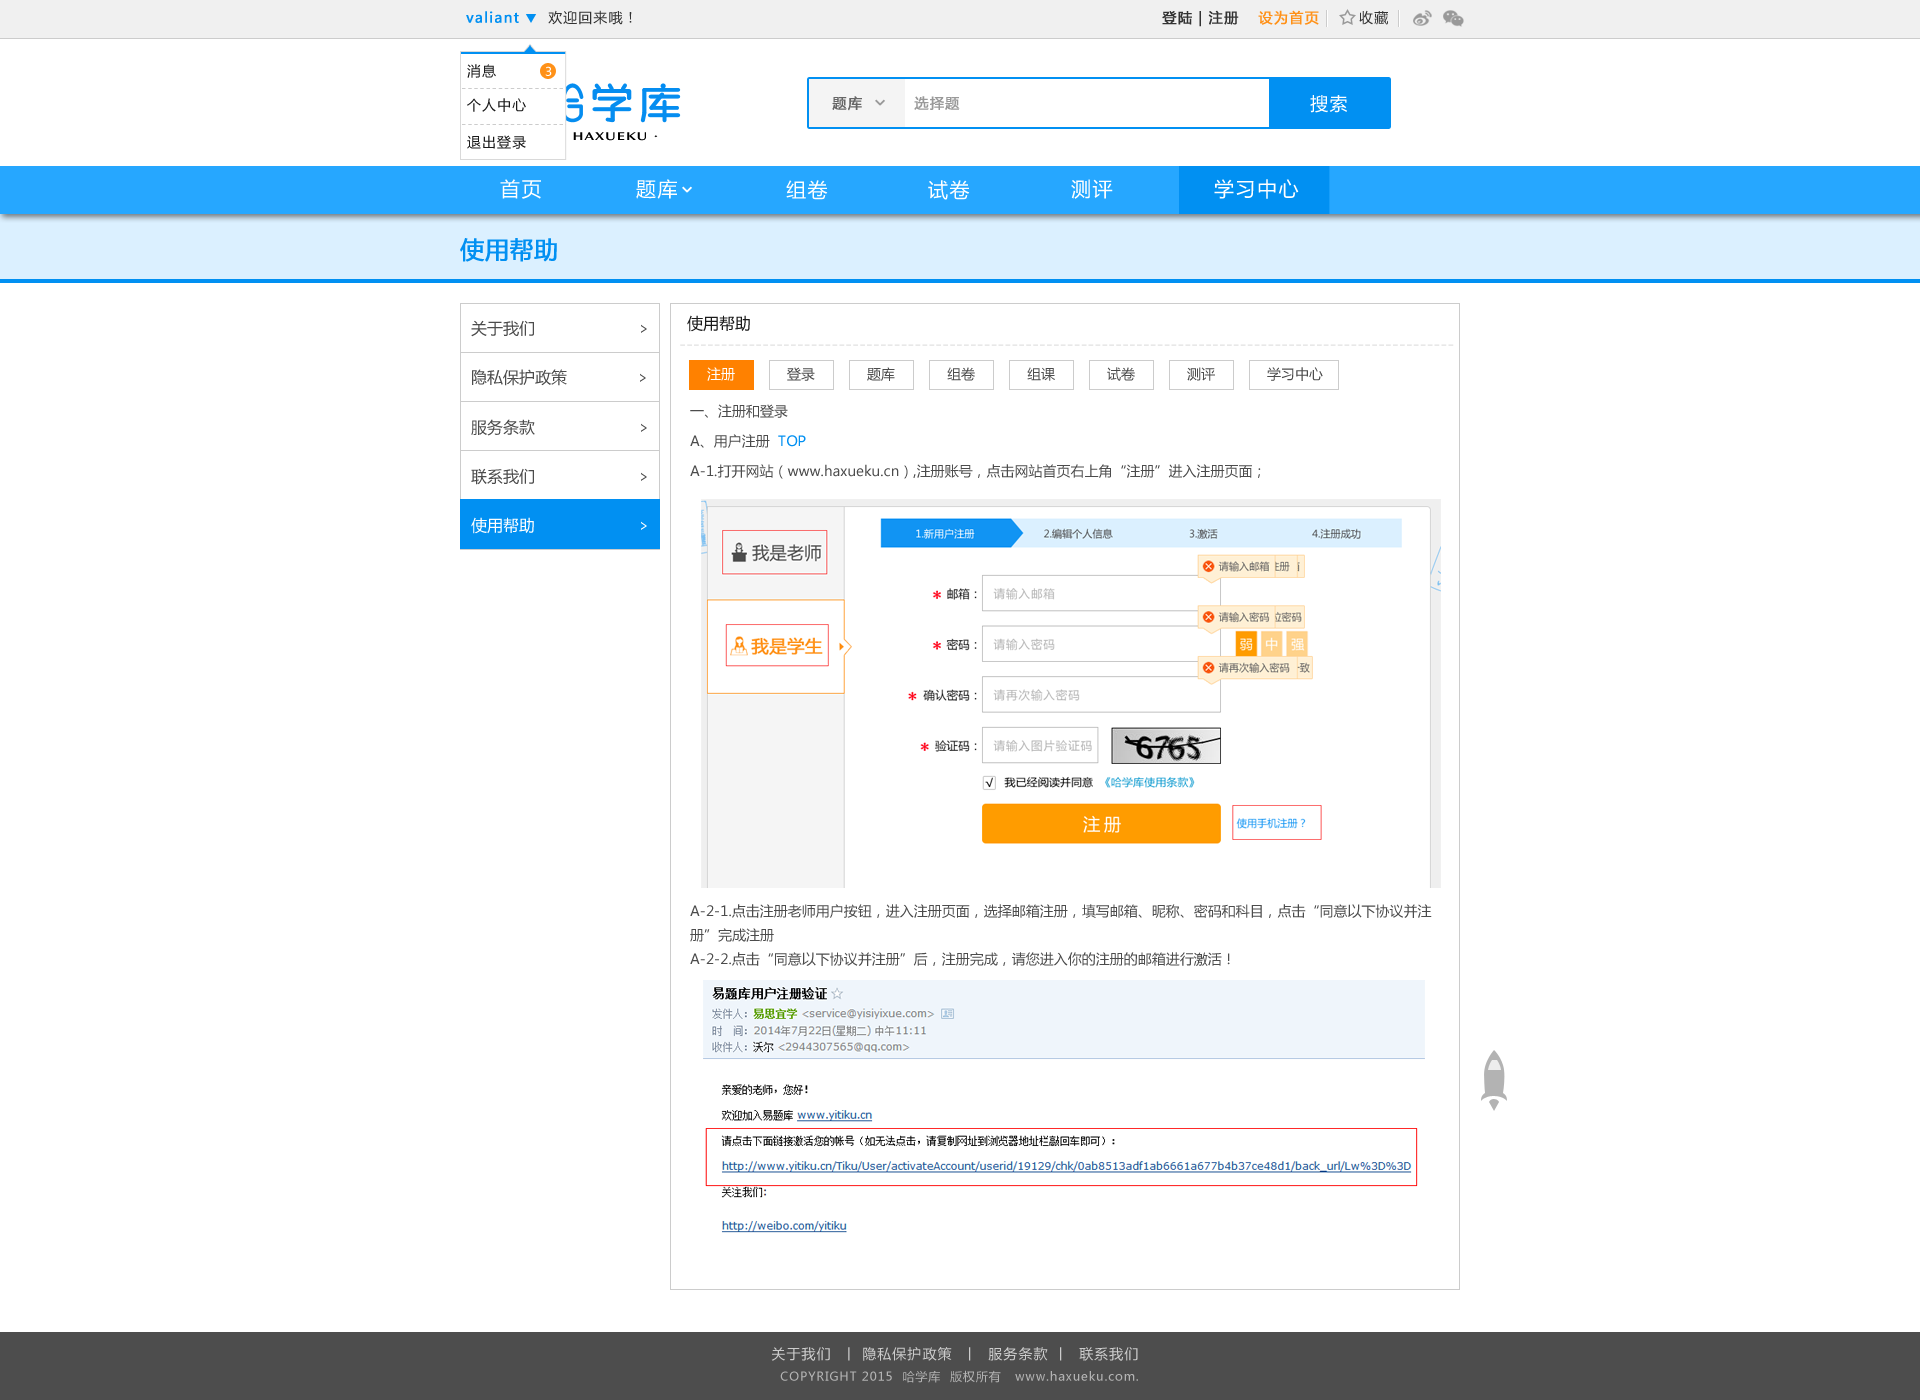 valiant ▼ 欢迎回来哦！
登陆 | 注册 设为首页 收藏
消息 3
个人中心
退出登录
学库
HAXUEKU ·
题库 选择题 搜索
首页 题库 组卷 试卷 测评 学习中心
使用帮助
关于我们 >
隐私保护政策 >
服务条款 >
联系我们 >
使用帮助 >
使用帮助
注册 登录 题库 组卷 组课 试卷 测评 学习中心
一、注册和登录
A、用户注册 TOP
A-1.打开网站（www.haxueku.cn）,注册账号，点击网站首页右上角“注册”进入注册页面；
我是老师
我是学生
1.新用户注册 2.编辑个人信息 3.激活 4.注册成功
请输入邮箱 注册
* 邮箱： 请输入邮箱
请输入密码 位密码
* 密码： 请输入密码
弱 中 强
请再次输入密码 一致
* 确认密码： 请再次输入密码
* 验证码： 请输入图片验证码 6765
√ 我已经阅读并同意 《哈学库使用条款》
注册 使用手机注册？
A-2-1.点击注册老师用户按钮，进入注册页面，选择邮箱注册，填写邮箱、昵称、密码和科目，点击“同意以下协议并注
册”完成注册
A-2-2.点击“同意以下协议并注册”后，注册完成，请您进入你的注册的邮箱进行激活！
易题库用户注册验证 ☆
发件人：易思宜学 <service@yisiyixue.com>
时 间：2014年7月22日(星期二) 中午11:11
收件人：沃尔 <2944307565@qq.com>
亲爱的老师，您好！
欢迎加入易题库 www.yitiku.cn
请点击下面链接激活您的帐号（如无法点击，请复制网址到浏览器地址栏敲回车即可）：
http://www.yitiku.cn/Tiku/User/activateAccount/userid/19129/chk/0ab8513adf1ab6661a677b4b37ce48d1/back_url/Lw%3D%3D
关注我们：
http://weibo.com/yitiku
关于我们 | 隐私保护政策 | 服务条款 | 联系我们
COPYRIGHT 2015 哈学库 版权所有 www.haxueku.com.